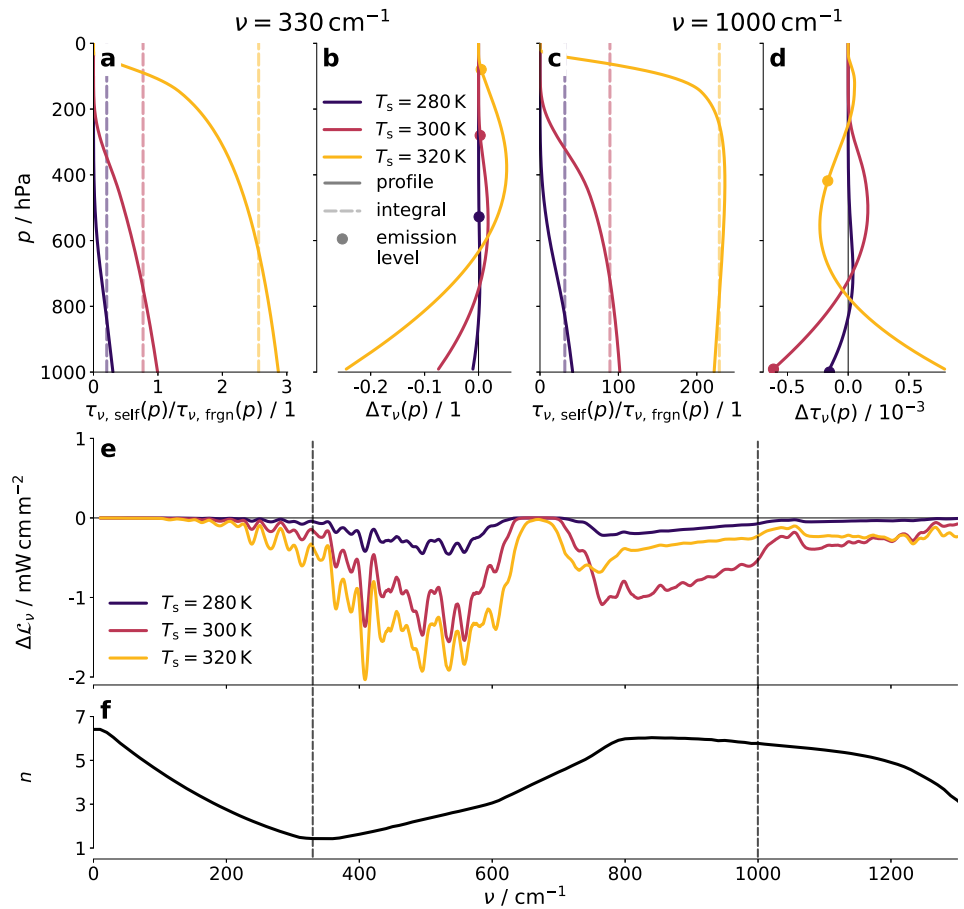 ν = 330 cm⁻¹
ν = 1000 cm⁻¹
a
b
c
d
0
200
400
600
800
1000
p / hPa
T_s = 280 K
T_s = 300 K
T_s = 320 K
profile
integral
emission
level
0 1 2 3
-0.2 -0.1 0.0
0 100 200
-0.5 0.0 0.5
τ_ν, self(p)/τ_ν, frgn(p) / 1
Δτ_ν(p) / 1
τ_ν, self(p)/τ_ν, frgn(p) / 1
Δτ_ν(p) / 10⁻³
e
1
0
-1
-2
Δℒ_ν / mW cm m⁻²
T_s = 280 K
T_s = 300 K
T_s = 320 K
f
7
5
3
1
n
0 200 400 600 800 1000 1200
ν / cm⁻¹